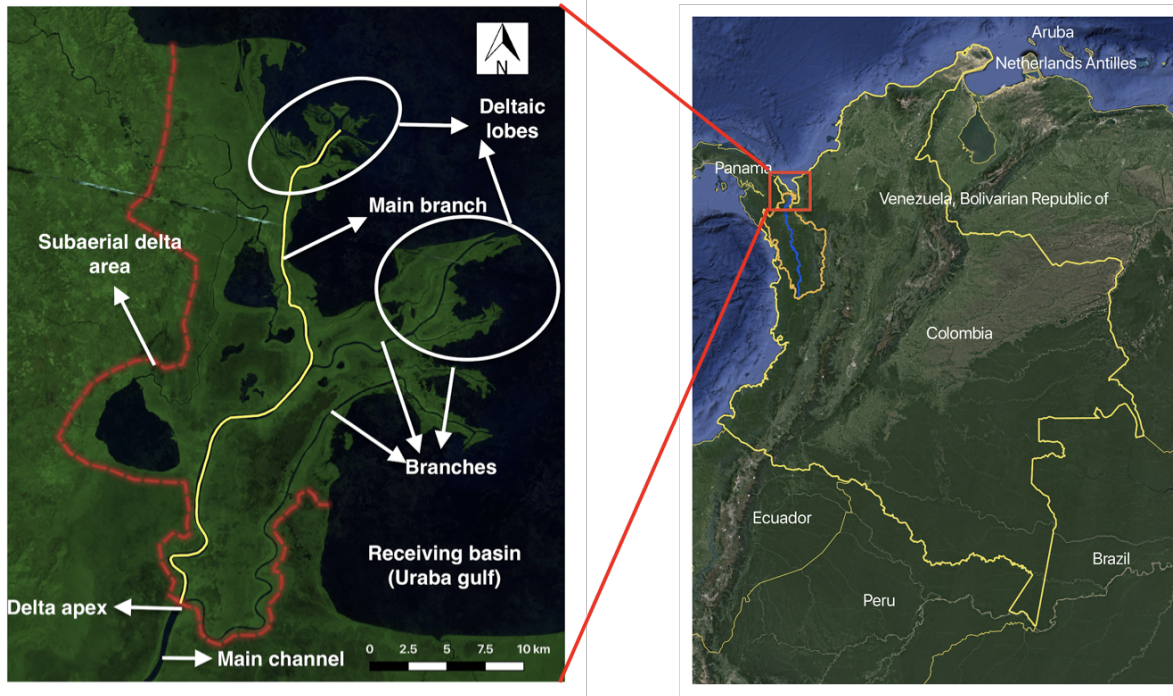 N
Deltaic
lobes
Main branch
Subaerial delta
area
Branches
Receiving basin
(Uraba gulf)
Delta apex
Main channel
0 2.5 5 7.5 10 km
Aruba
Netherlands Antilles
Panama
Venezuela, Bolivarian Republic of
Colombia
Ecuador
Brazil
Peru